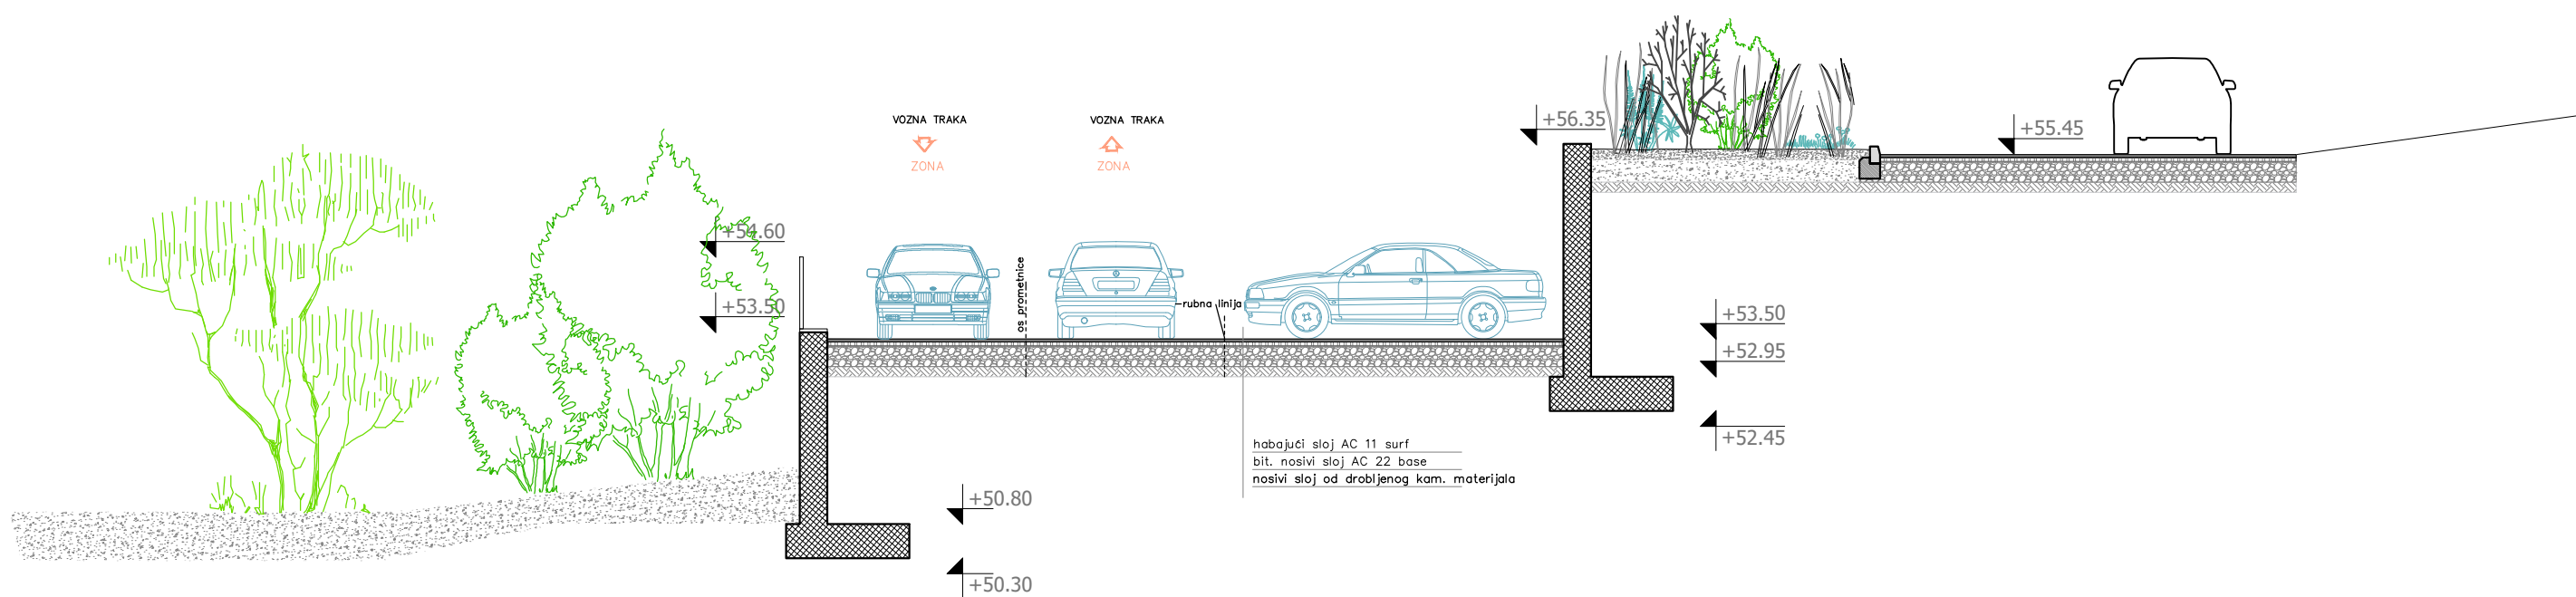 VOZNA TRAKA
ZONA
VOZNA TRAKA
ZONA
+56.35
+55.45
+54.60
+53.50
os prometnice
rubna linija
+53.50
+52.95
+52.45
habajući sloj AC 11 surf
bit. nosivi sloj AC 22 base
nosivi sloj od drobljenog kam. materijala
+50.80
+50.30